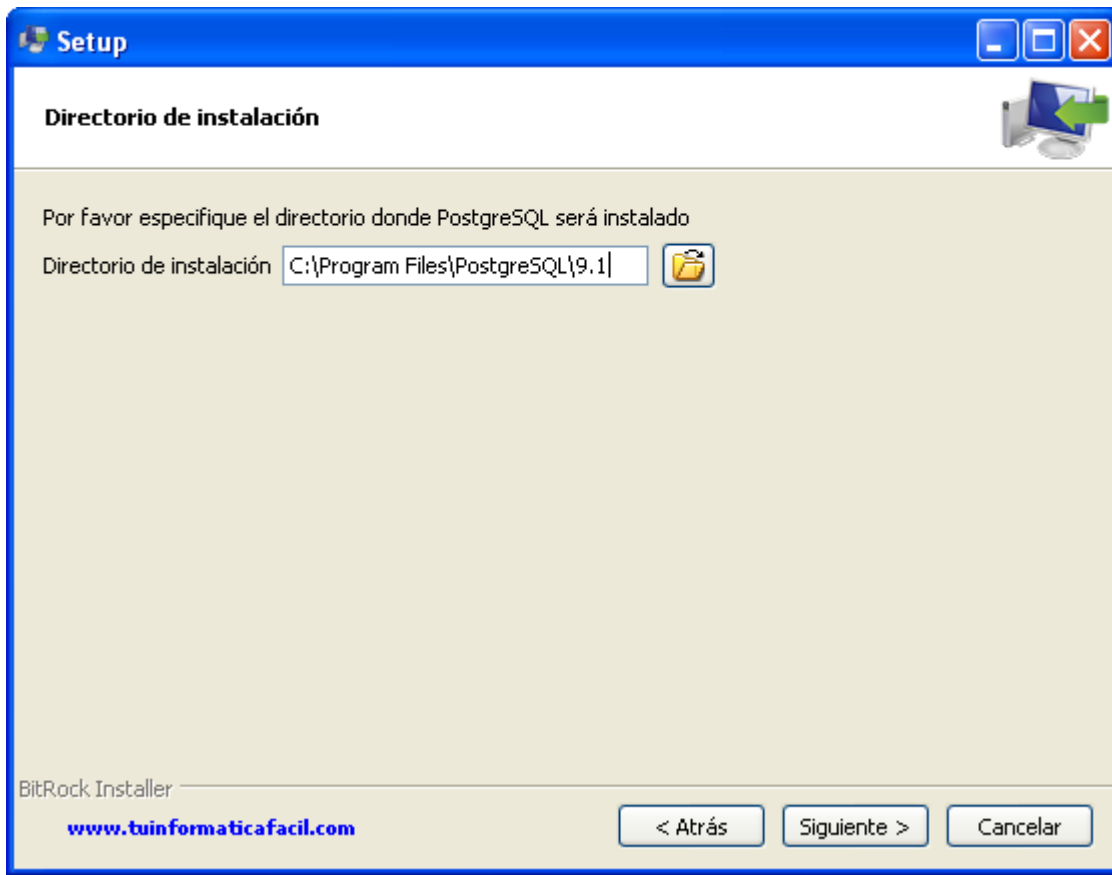 Setup
Directorio de instalación
Por favor especifique el directorio donde PostgreSQL será instalado
Directorio de instalación C:\Program Files\PostgreSQL\9.1
BitRock Installer
www.tuinformaticafacil.com
< Atrás Siguiente > Cancelar